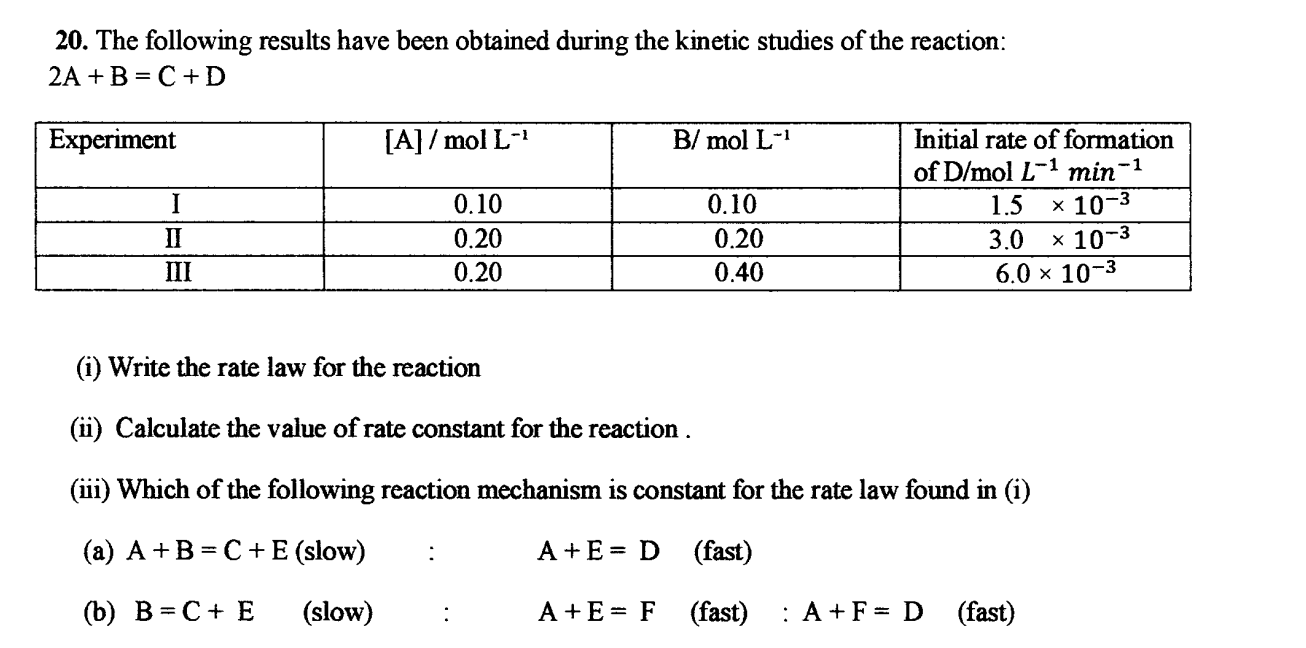 20. The following results have been obtained during the kinetic studies of the reaction:
2A + B = C + D
Experiment [A] / mol L⁻¹ B/ mol L⁻¹ Initial rate of formation
of D/mol L⁻¹ min⁻¹
I 0.10 0.10 1.5 × 10⁻³
II 0.20 0.20 3.0 × 10⁻³
III 0.20 0.40 6.0 × 10⁻³
(i) Write the rate law for the reaction
(ii) Calculate the value of rate constant for the reaction .
(iii) Which of the following reaction mechanism is constant for the rate law found in (i)
(a) A + B = C + E (slow) : A + E = D (fast)
(b) B = C + E (slow) : A + E = F (fast) : A + F = D (fast)